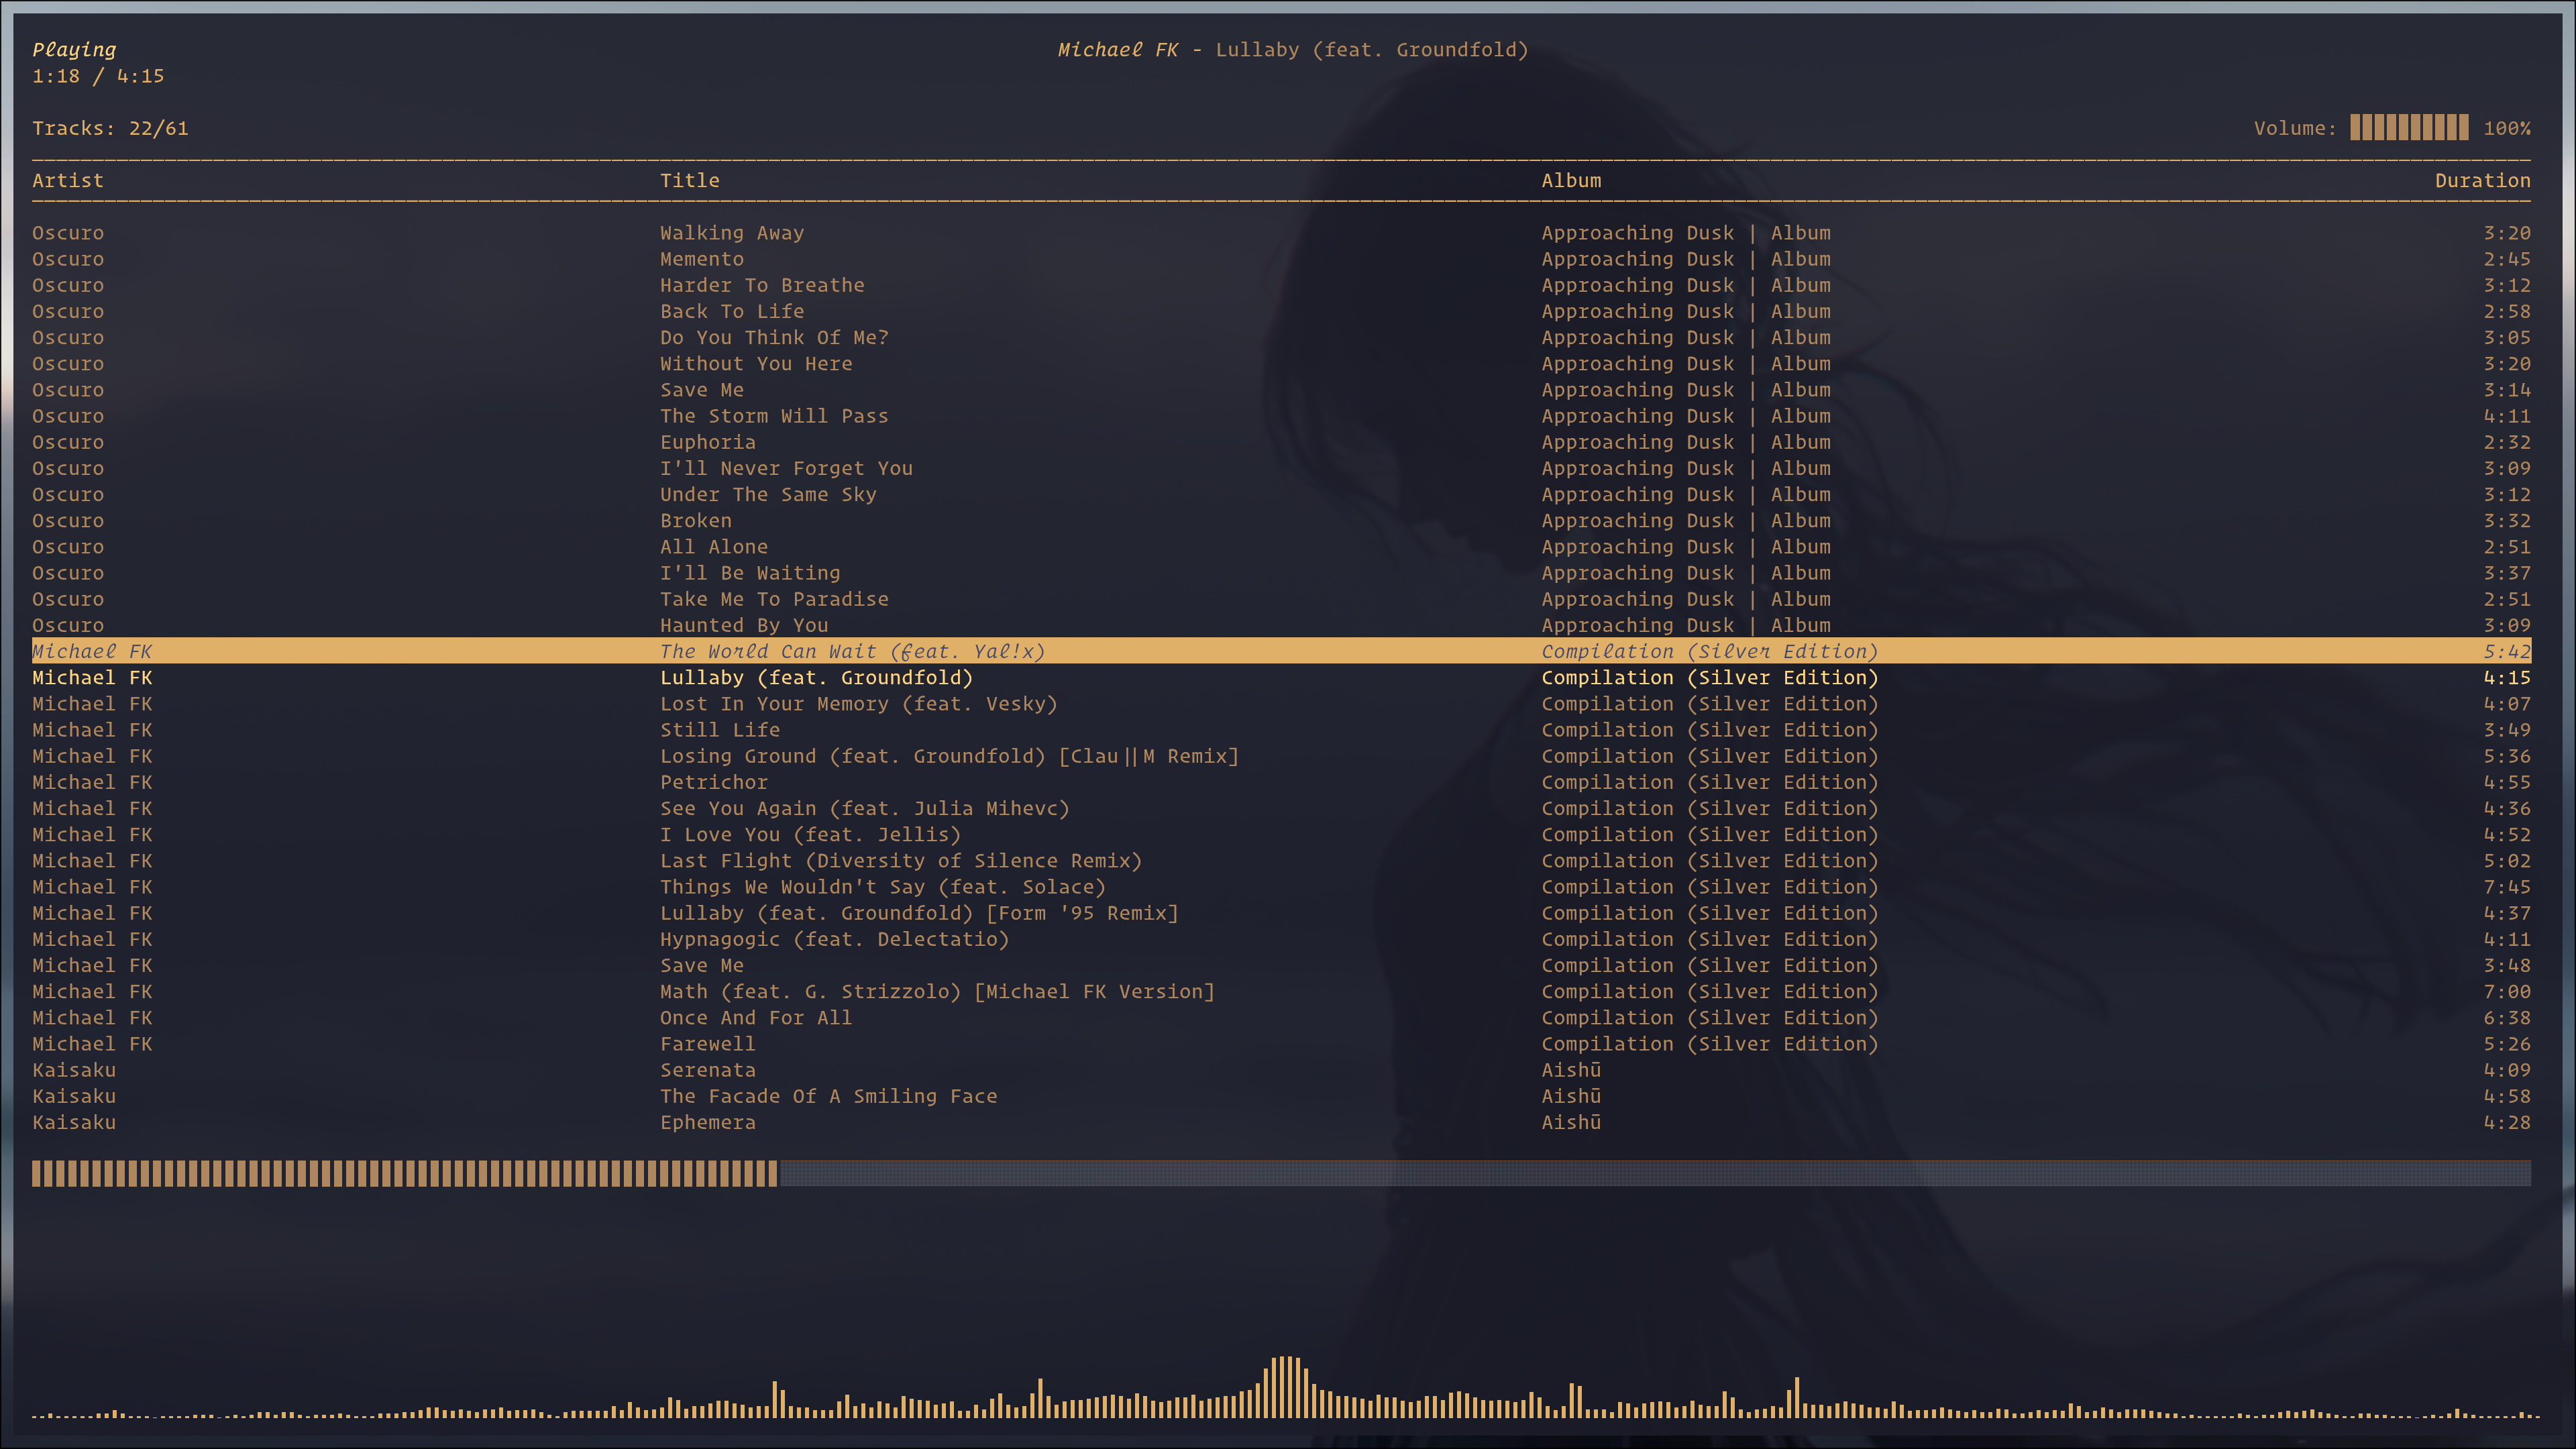 Playing Michael FK - Lullaby (feat. Groundfold)
1:18 / 4:15
Tracks: 22/61 Volume: 100%
Artist Title Album Duration
Oscuro Walking Away Approaching Dusk | Album 3:20
Oscuro Memento Approaching Dusk | Album 2:45
Oscuro Harder To Breathe Approaching Dusk | Album 3:12
Oscuro Back To Life Approaching Dusk | Album 2:58
Oscuro Do You Think Of Me? Approaching Dusk | Album 3:05
Oscuro Without You Here Approaching Dusk | Album 3:20
Oscuro Save Me Approaching Dusk | Album 3:14
Oscuro The Storm Will Pass Approaching Dusk | Album 4:11
Oscuro Euphoria Approaching Dusk | Album 2:32
Oscuro I'll Never Forget You Approaching Dusk | Album 3:09
Oscuro Under The Same Sky Approaching Dusk | Album 3:12
Oscuro Broken Approaching Dusk | Album 3:32
Oscuro All Alone Approaching Dusk | Album 2:51
Oscuro I'll Be Waiting Approaching Dusk | Album 3:37
Oscuro Take Me To Paradise Approaching Dusk | Album 2:51
Oscuro Haunted By You Approaching Dusk | Album 3:09
Michael FK The World Can Wait (feat. Yal!x) Compilation (Silver Edition) 5:42
Michael FK Lullaby (feat. Groundfold) Compilation (Silver Edition) 4:15
Michael FK Lost In Your Memory (feat. Vesky) Compilation (Silver Edition) 4:07
Michael FK Still Life Compilation (Silver Edition) 3:49
Michael FK Losing Ground (feat. Groundfold) [Clau||M Remix] Compilation (Silver Edition) 5:36
Michael FK Petrichor Compilation (Silver Edition) 4:55
Michael FK See You Again (feat. Julia Mihevc) Compilation (Silver Edition) 4:36
Michael FK I Love You (feat. Jellis) Compilation (Silver Edition) 4:52
Michael FK Last Flight (Diversity of Silence Remix) Compilation (Silver Edition) 5:02
Michael FK Things We Wouldn't Say (feat. Solace) Compilation (Silver Edition) 7:45
Michael FK Lullaby (feat. Groundfold) [Form '95 Remix] Compilation (Silver Edition) 4:37
Michael FK Hypnagogic (feat. Delectatio) Compilation (Silver Edition) 4:11
Michael FK Save Me Compilation (Silver Edition) 3:48
Michael FK Math (feat. G. Strizzolo) [Michael FK Version] Compilation (Silver Edition) 7:00
Michael FK Once And For All Compilation (Silver Edition) 6:38
Michael FK Farewell Compilation (Silver Edition) 5:26
Kaisaku Serenata Aishū 4:09
Kaisaku The Facade Of A Smiling Face Aishū 4:58
Kaisaku Ephemera Aishū 4:28